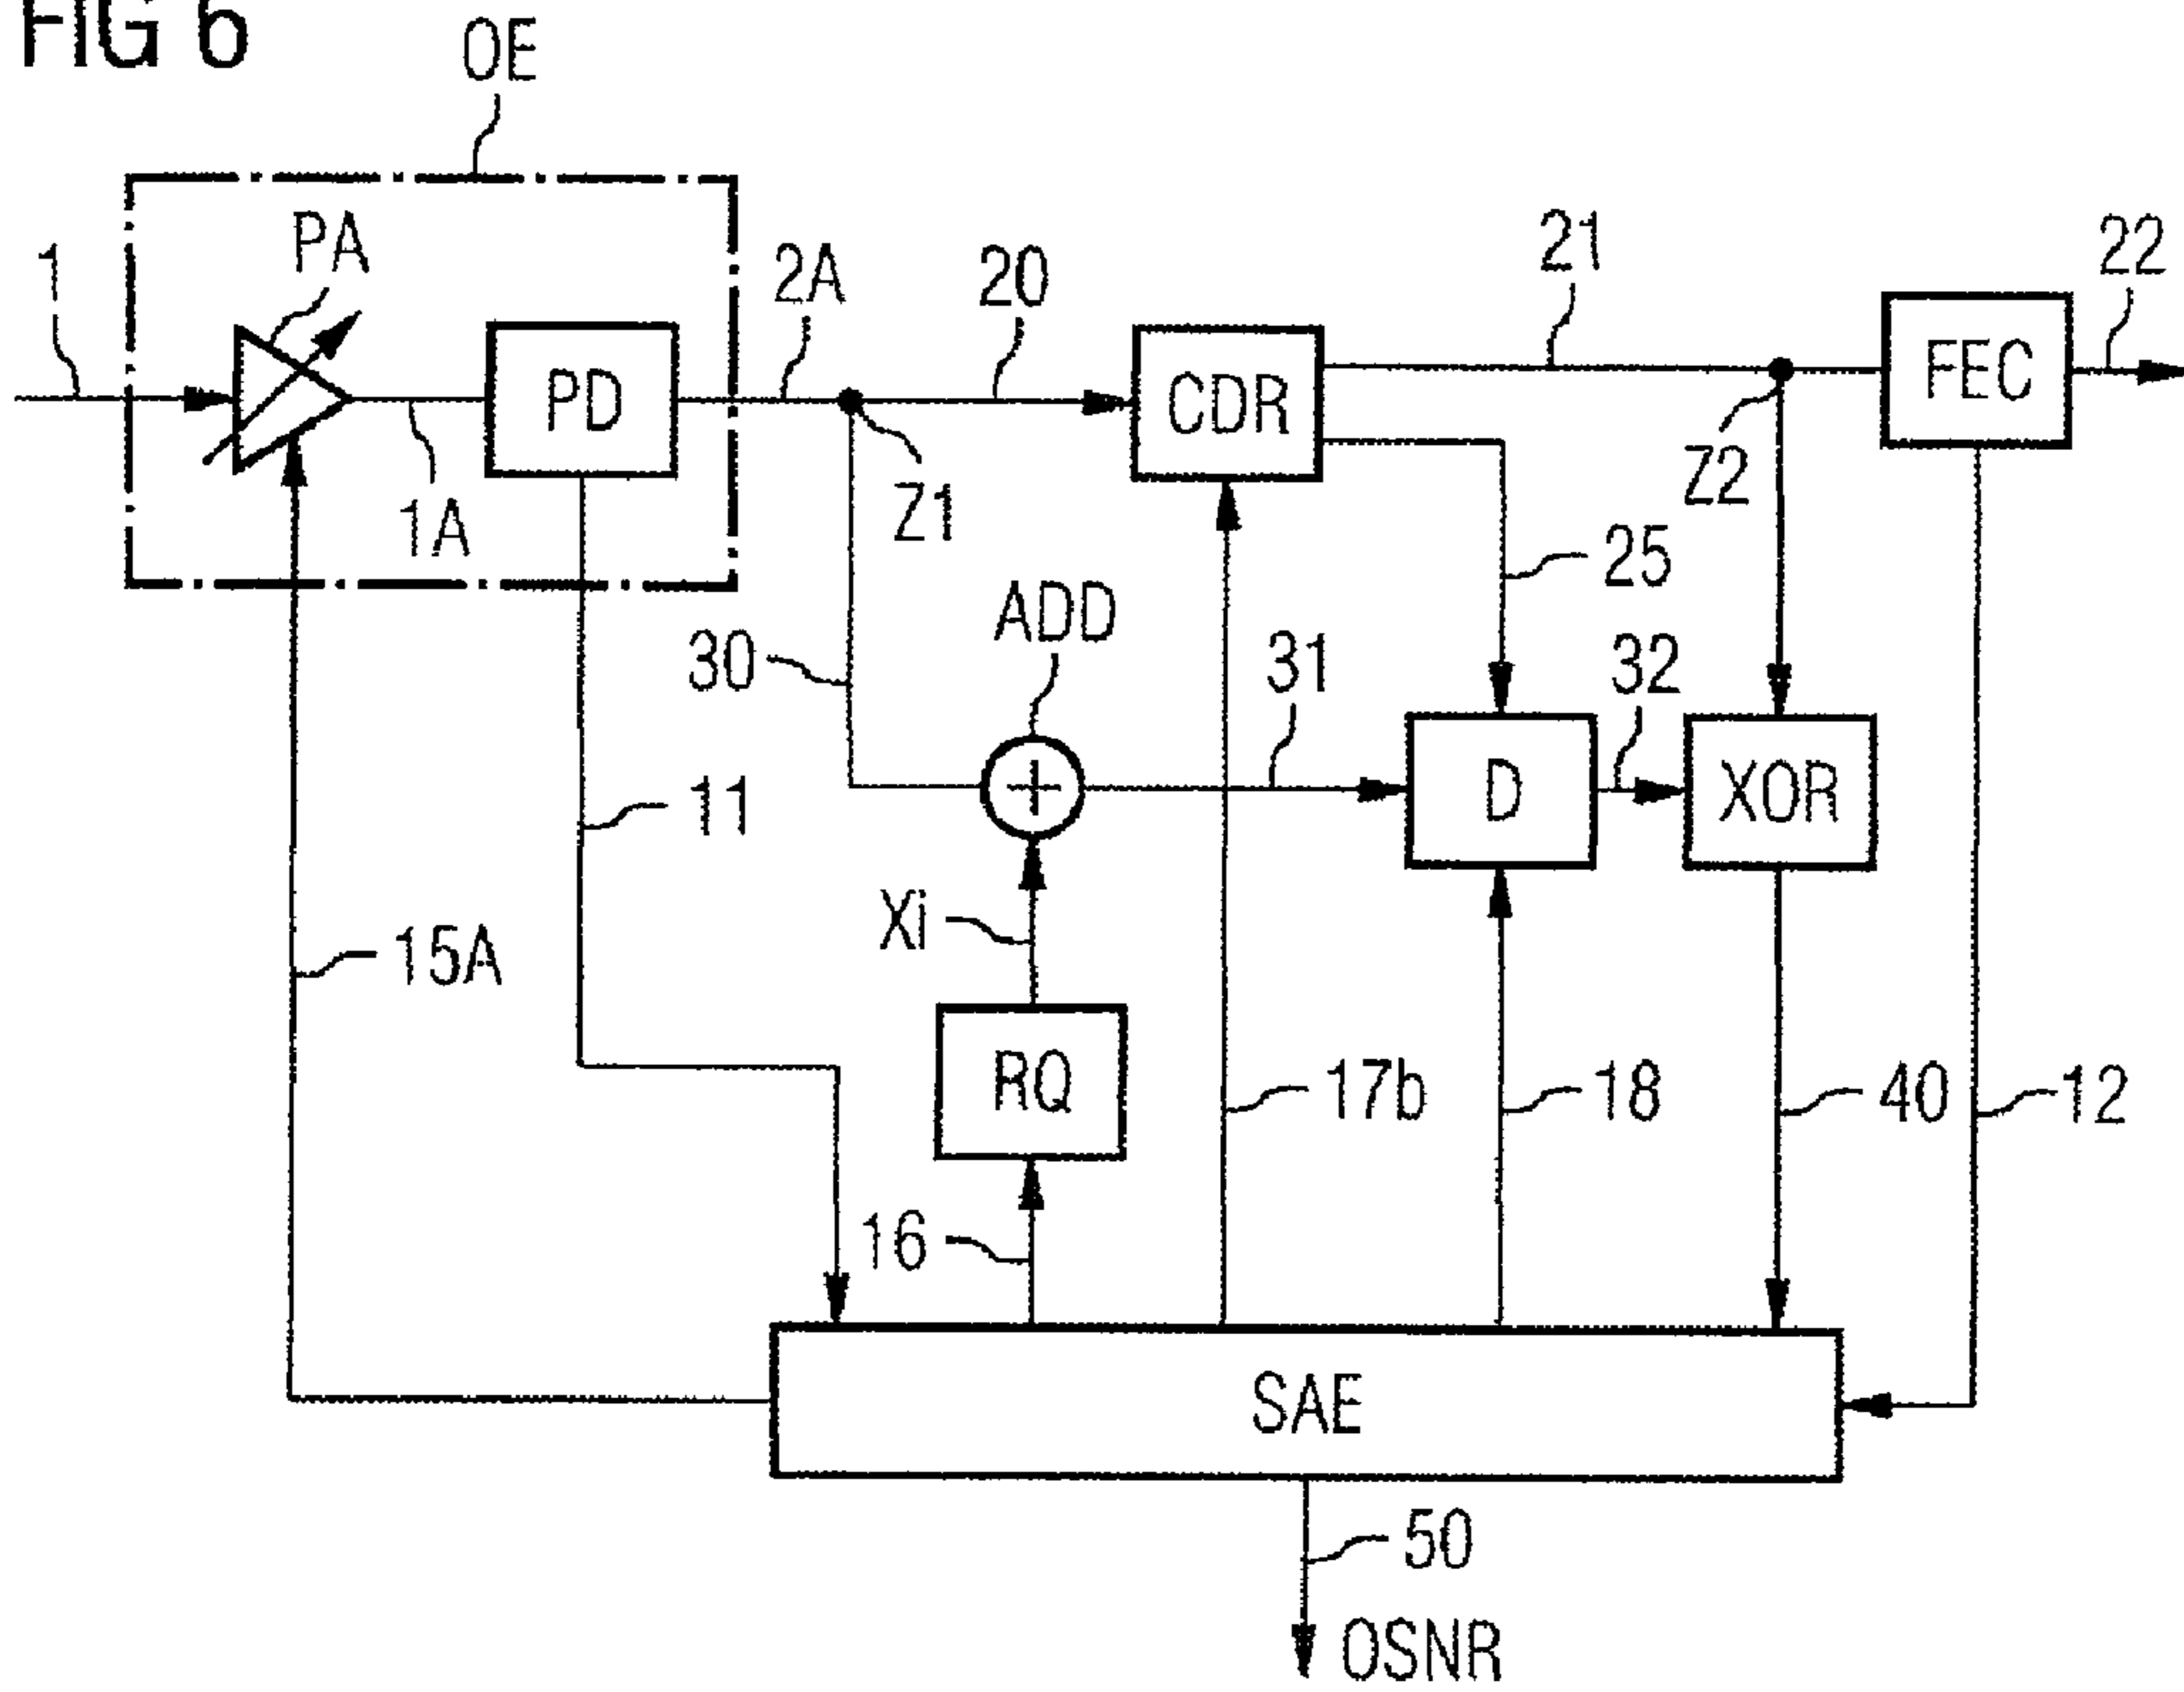 FIG 6
OE
PA
1
2A
20
21
22
PD
CDR
FEC
1A
Z1
Z2
25
ADD
30
31
32
11
D
XOR
Xi
15A
RQ
17b
18
40
12
16
SAE
50
OSNR